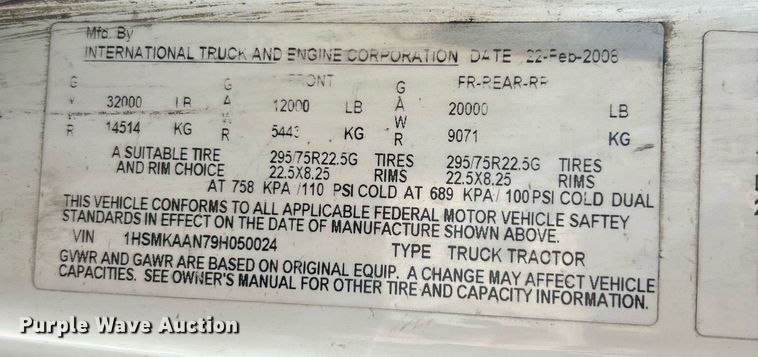 Mfd. By
INTERNATIONAL TRUCK AND ENGINE CORPORATION DATE 22-Feb-2008
G G FRONT G FR-REAR-RR
V 32000 LB A 12000 LB A 20000 LB
W W W
R 14514 KG R 5443 KG R 9071 KG
A SUITABLE TIRE 295/75R22.5G TIRES 295/75R22.5G TIRES
AND RIM CHOICE 22.5X8.25 RIMS 22.5X8.25 RIMS
AT 758 KPA /110 PSI COLD AT 689 KPA/ 100 PSI COLD DUAL
THIS VEHICLE CONFORMS TO ALL APPLICABLE FEDERAL MOTOR VEHICLE SAFTEY
STANDARDS IN EFFECT ON THE DATE OF MANUFACTURE SHOWN ABOVE.
VIN 1HSMKAAN79H050024 TYPE TRUCK TRACTOR
GVWR AND GAWR ARE BASED ON ORIGINAL EQUIP. A CHANGE MAY AFFECT VEHICLE
CAPACITIES. SEE OWNER'S MANUAL FOR OTHER TIRE AND CAPACITY INFORMATION.
Purple Wave Auction